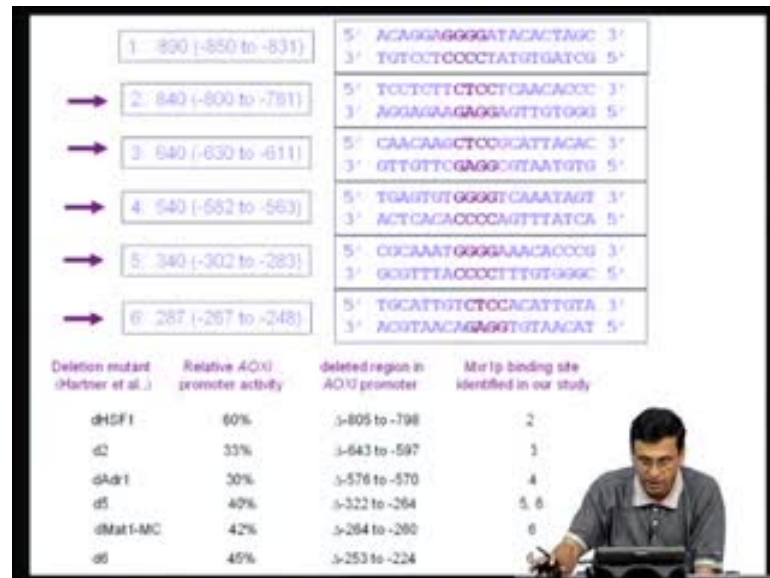 1: 890 (-850 to -831)
5' ACAGGAGGGGATACACTAGC 3'
3' TGTCCTCCCCTATGTGATCG 5'
2: 840 (-800 to -781)
5' TCCTCTTCTCCTCAACACCC 3'
3' AGGAGAAGAGGAGTTGTGGG 5'
3: 640 (-630 to -611)
5' CAACAAGCTCCGCATTACAC 3'
3' GTTGTTCGAGGCGTAATGTG 5'
4: 540 (-582 to -563)
5' TGAGTGTGGGGTCAAATAGT 3'
3' ACTCACACCCCAGTTTATCA 5'
5: 340 (-302 to -283)
5' CGCAAATGGGGAAACACCCG 3'
3' GCGTTTACCCCTTTGTGGGC 5'
6: 287 (-267 to -248)
5' TGCATTGTCTCCACATTGTA 3'
3' ACGTAACAGAGGTGTAACAT 5'
Deletion mutant Relative AOX1 deleted region in Mxr1p binding site
(Hartner et al..) promoter activity AOX1 promoter identified in our study
dHSF1 60% Δ-805 to -798 2
d2 33% Δ-643 to -597 3
dAdr1 30% Δ-576 to -570 4
d5 40% Δ-322 to -264 5, 6
dMat1-MC 42% Δ-264 to -260 6
d6 45% Δ-253 to -224 6